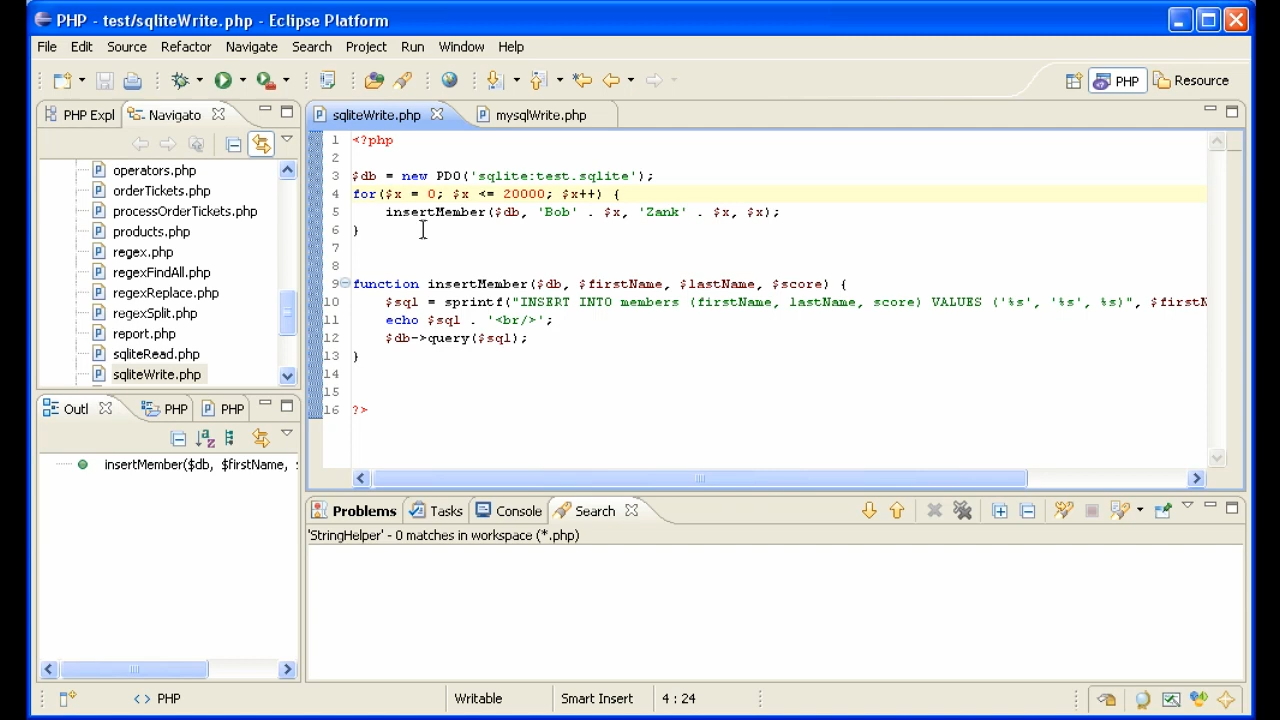 PHP - test/sqliteWrite.php - Eclipse Platform
File Edit Source Refactor Navigate Search Project Run Window Help
PHP Resource
PHP Expl Navigato
sqliteWrite.php mysqlWrite.php
operators.php
orderTickets.php
processOrderTickets.php
products.php
regex.php
regexFindAll.php
regexReplace.php
regexSplit.php
report.php
sqliteRead.php
sqliteWrite.php
1 <?php
2
3 $db = new PDO('sqlite:test.sqlite');
4 for($x = 0; $x <= 20000; $x++) {
5 insertMember($db, 'Bob' . $x, 'Zank' . $x, $x);
6 }
7
8
9 function insertMember($db, $firstName, $lastName, $score) {
10 $sql = sprintf("INSERT INTO members (firstName, lastName, score) VALUES ('%s', '%s', %s)", $firstN
11 echo $sql . '<br/>';
12 $db->query($sql);
13 }
14
15
16 ?>
Outl PHP PHP
insertMember($db, $firstName,
Problems Tasks Console Search
'StringHelper' - 0 matches in workspace (*.php)
<> PHP Writable Smart Insert 4 : 24